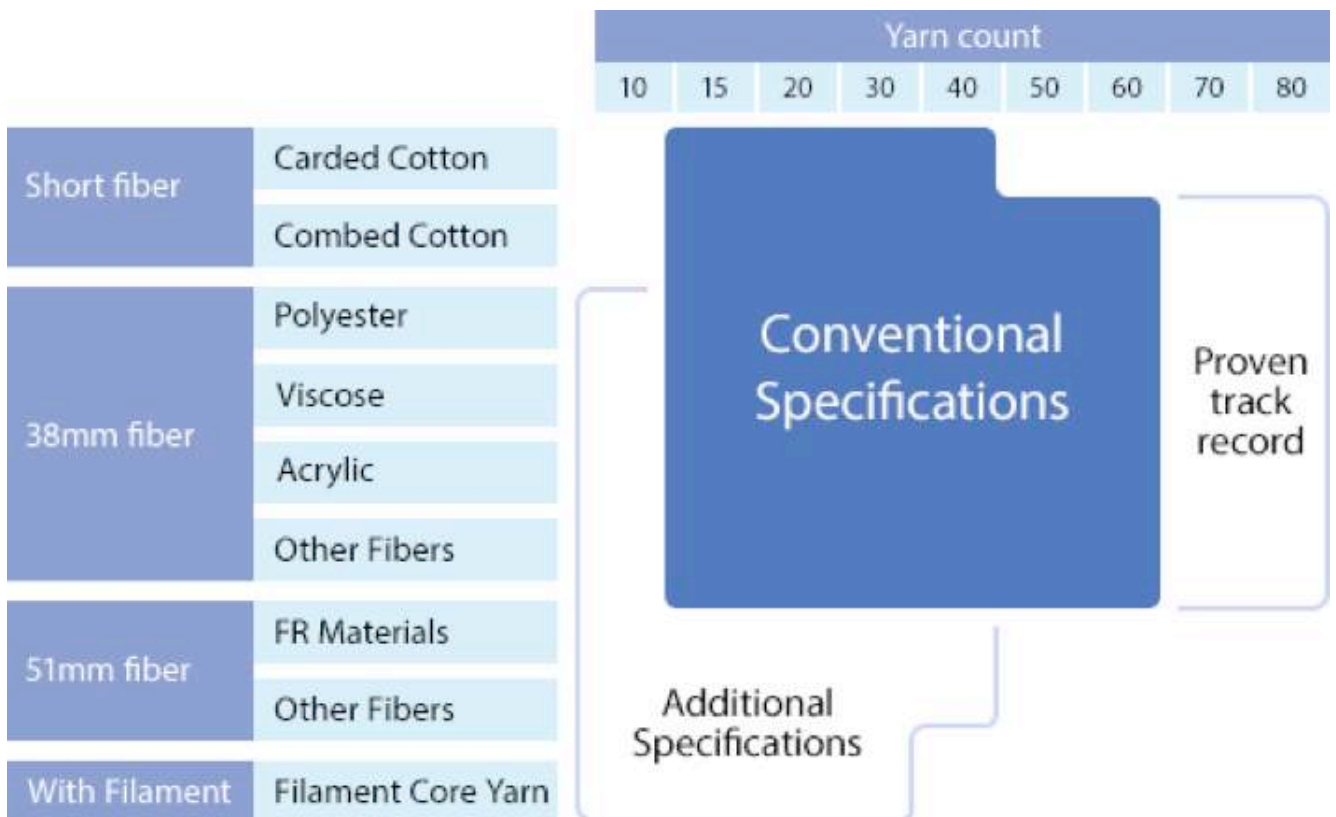 Yarn count
10 15 20 30 40 50 60 70 80
Short fiber
Carded Cotton
Combed Cotton
38mm fiber
Polyester
Viscose
Acrylic
Other Fibers
51mm fiber
FR Materials
Other Fibers
With Filament
Filament Core Yarn
Conventional
Specifications
Proven
track
record
Additional
Specifications